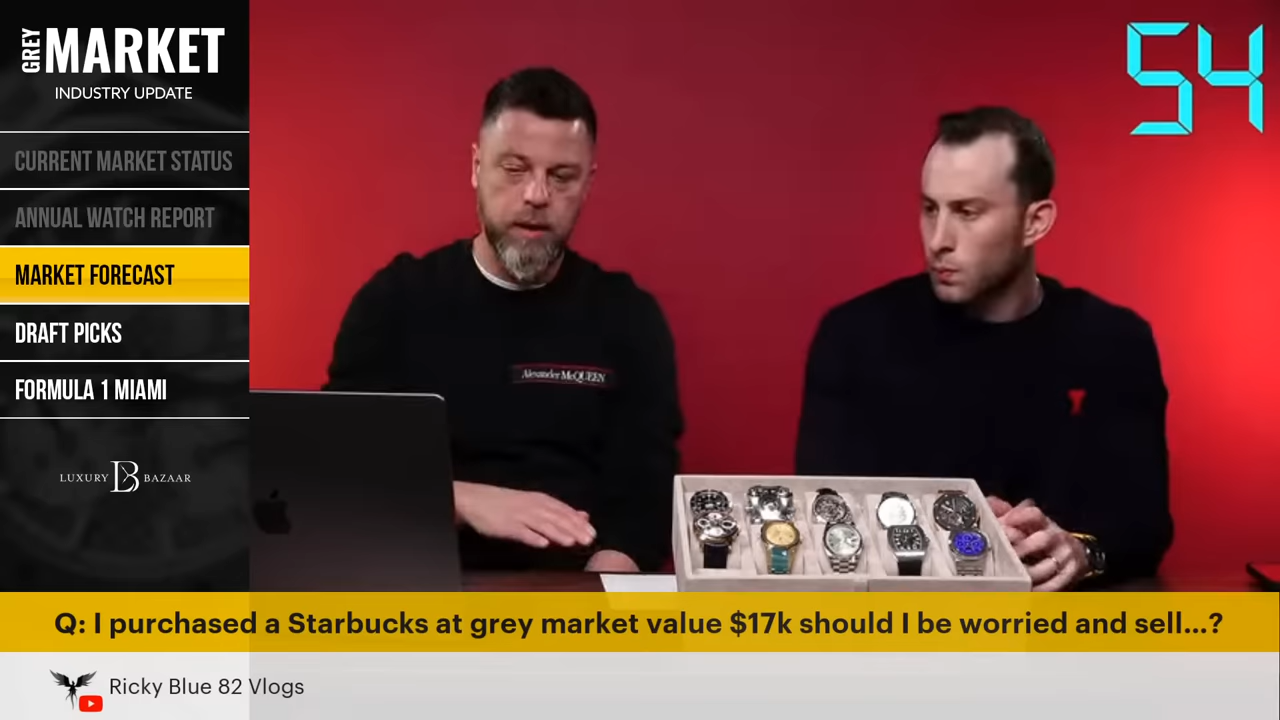 GREY
MARKET
INDUSTRY UPDATE
CURRENT MARKET STATUS
ANNUAL WATCH REPORT
MARKET FORECAST
DRAFT PICKS
FORMULA 1 MIAMI
LUXURY LB BAZAAR
54
Alexander McQUEEN
Q: I purchased a Starbucks at grey market value $17k should I be worried and sell...?
Ricky Blue 82 Vlogs